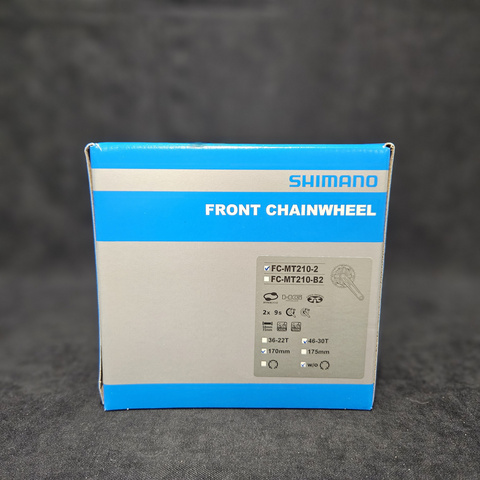 SHIMANO
FRONT CHAINWHEEL
FC-MT210-2
FC-MT210-B2
2x 9s
36-22T 46-30T
170mm 175mm
W/O